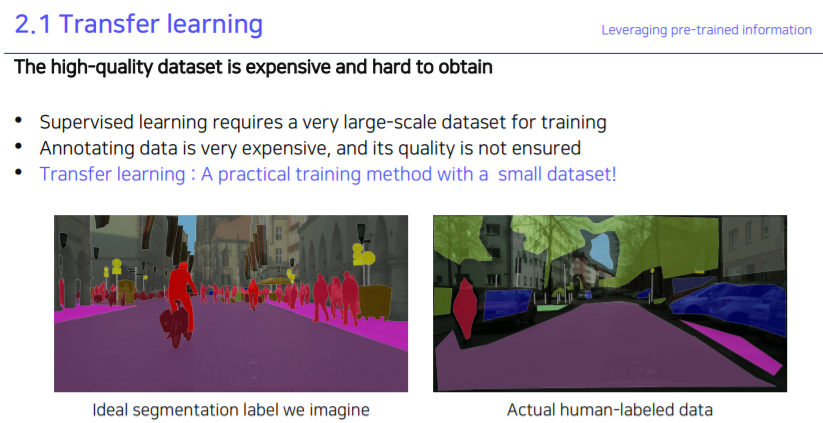 2.1 Transfer learning
Leveraging pre-trained information
The high-quality dataset is expensive and hard to obtain
• Supervised learning requires a very large-scale dataset for training
• Annotating data is very expensive, and its quality is not ensured
• Transfer learning : A practical training method with a small dataset!
Ideal segmentation label we imagine
Actual human-labeled data